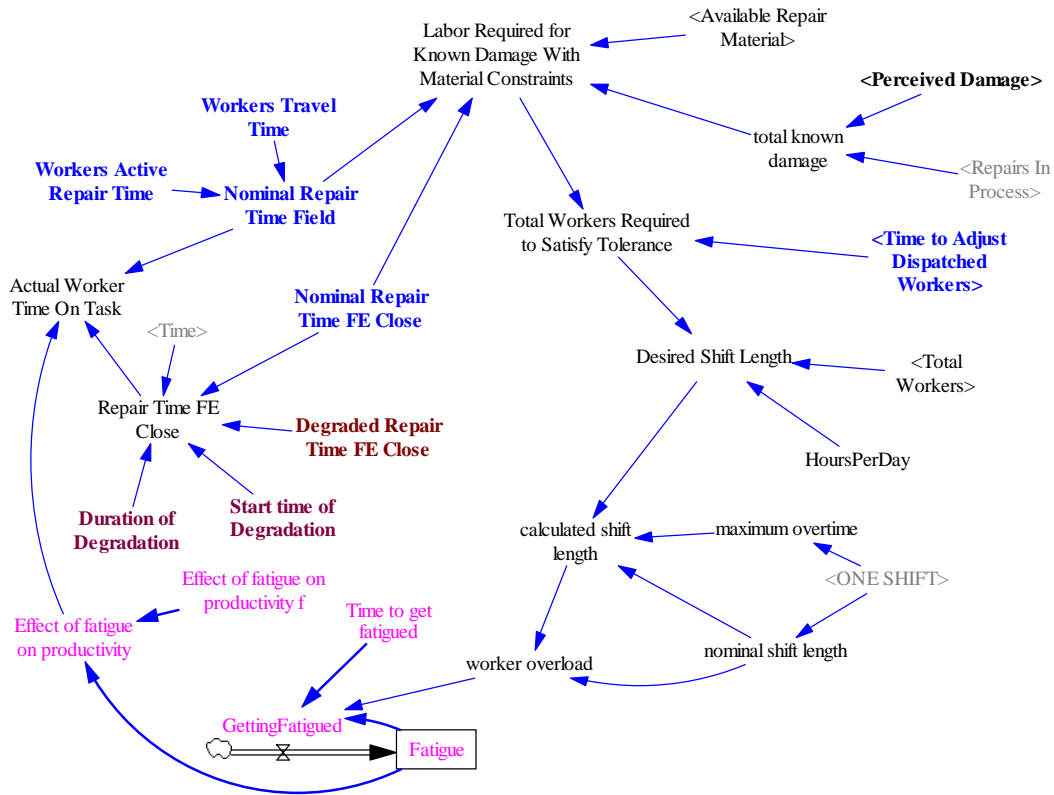 Labor Required for
Known Damage With
Material Constraints
<Available Repair
Material>
<Perceived Damage>
total known
damage
<Repairs In
Process>
Workers Travel
Time
Workers Active
Repair Time
Nominal Repair
Time Field
Total Workers Required
to Satisfy Tolerance
<Time to Adjust
Dispatched
Workers>
Actual Worker
Time On Task
<Time>
Nominal Repair
Time FE Close
Desired Shift Length
<Total
Workers>
Repair Time FE
Close
Degraded Repair
Time FE Close
HoursPerDay
Duration of
Degradation
Start time of
Degradation
calculated shift
length
maximum overtime
<ONE SHIFT>
Effect of fatigue on
productivity f
Time to get
fatigued
Effect of fatigue
on productivity
worker overload
nominal shift length
GettingFatigued
Fatigue